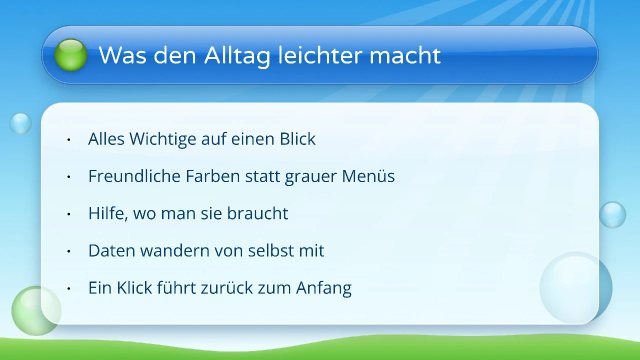 Was den Alltag leichter macht
· Alles Wichtige auf einen Blick
· Freundliche Farben statt grauer Menüs
· Hilfe, wo man sie braucht
· Daten wandern von selbst mit
· Ein Klick führt zurück zum Anfang